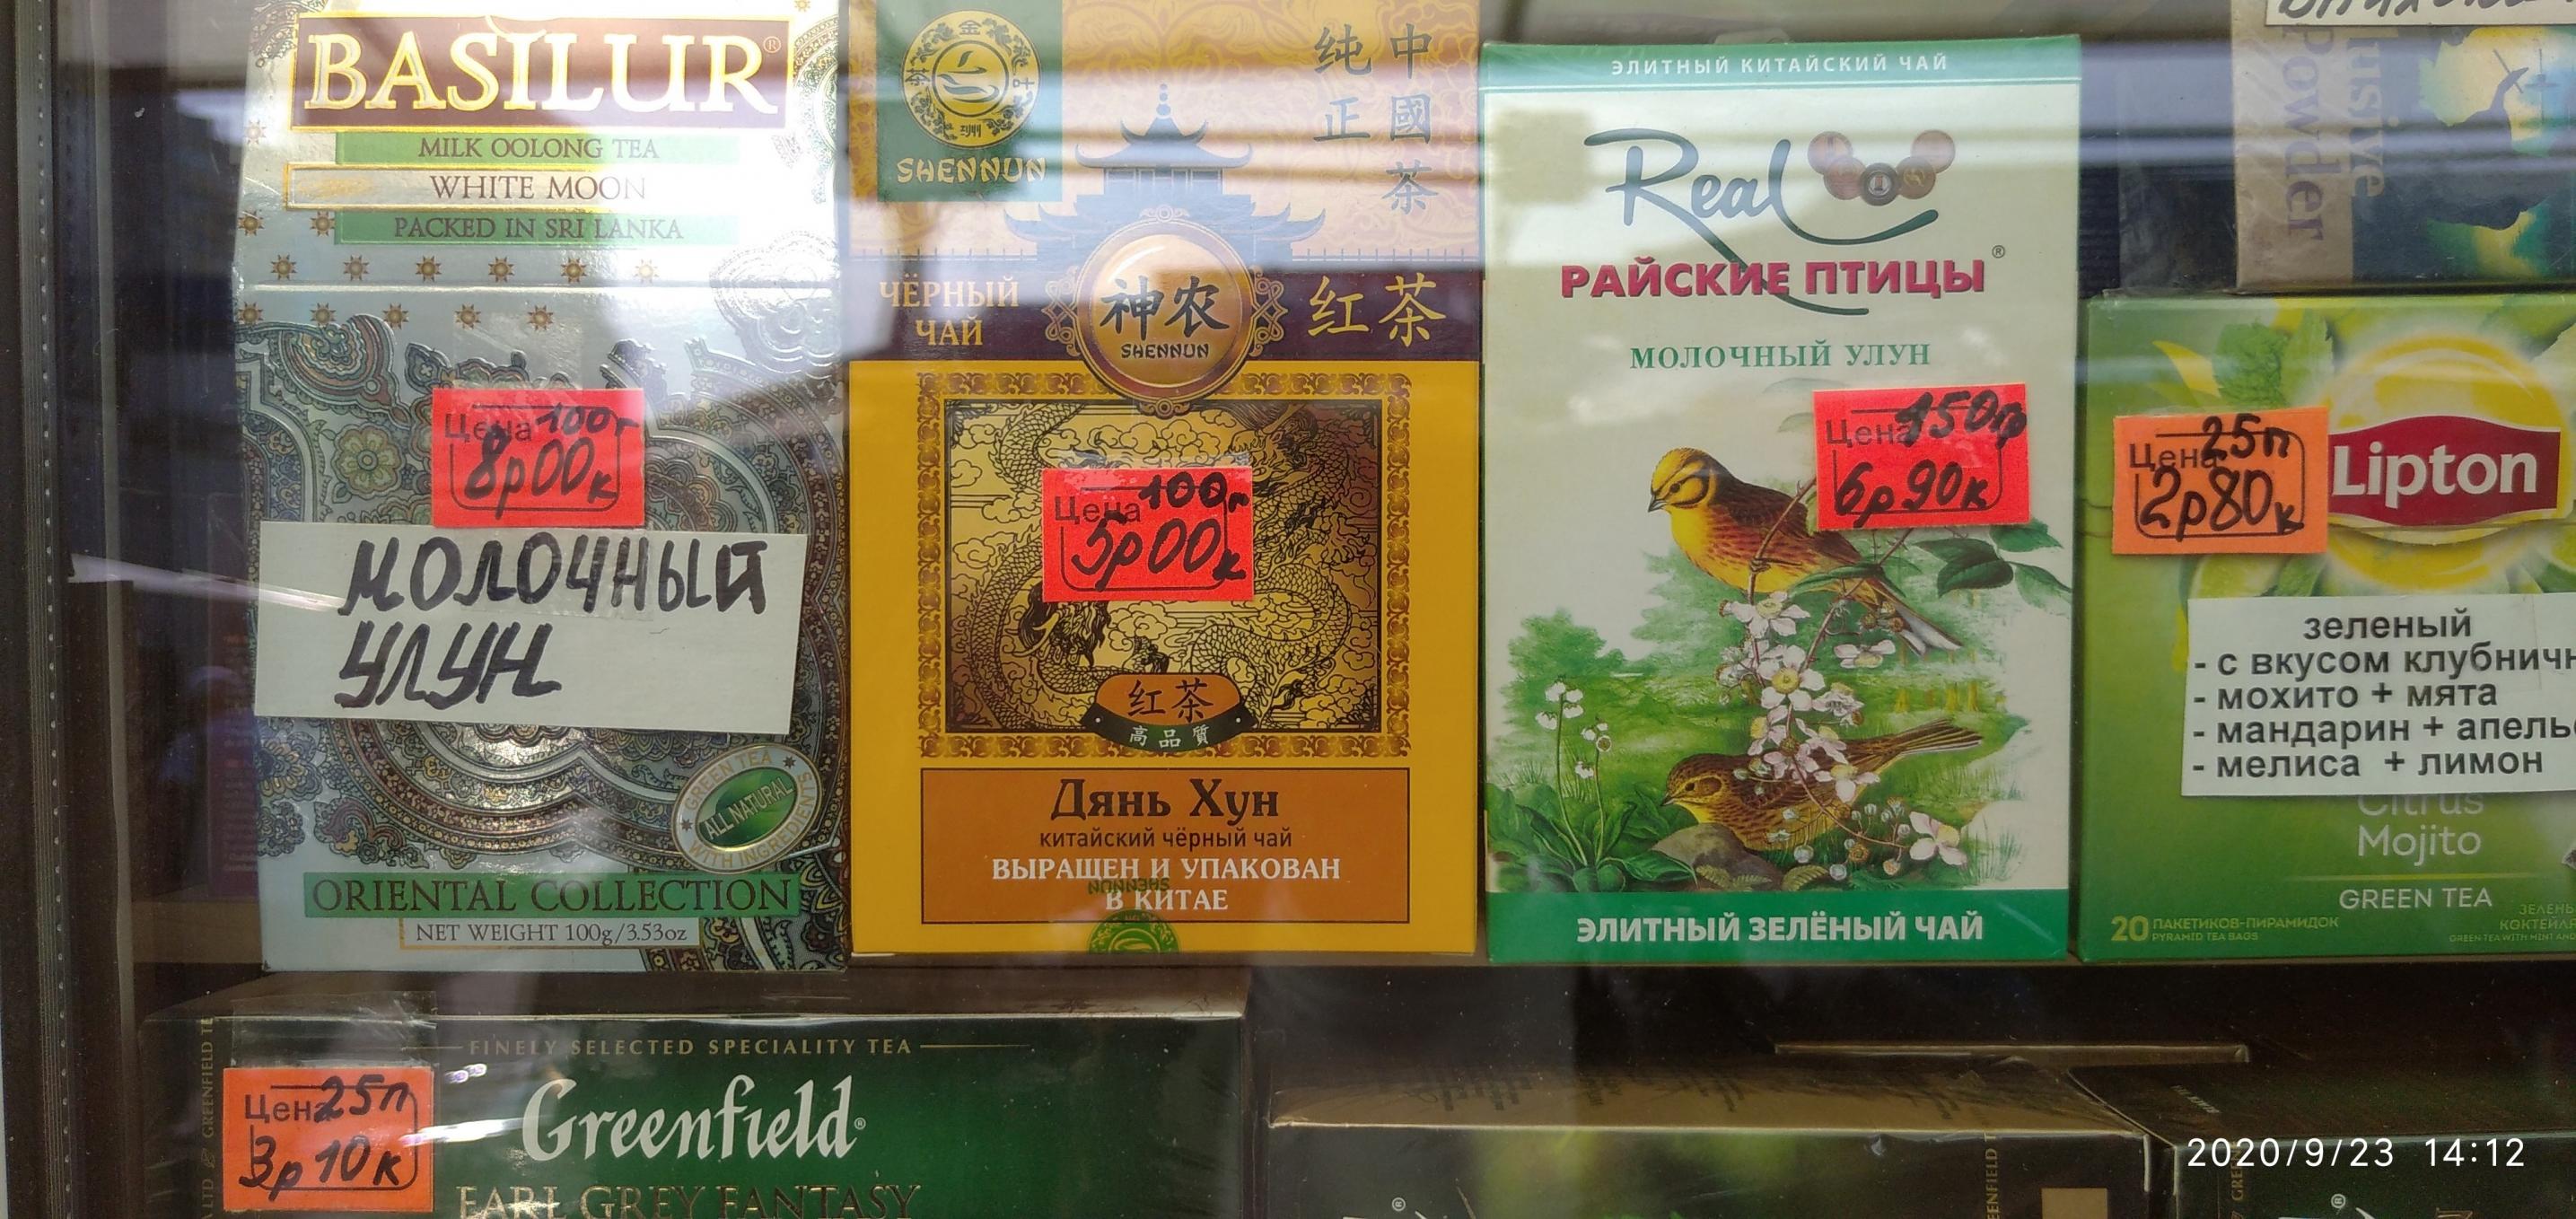 BASILUR®
MILK OOLONG TEA
WHITE MOON
PACKED IN SRI LANKA
Цена 100г
8р00к
МОЛОЧНЫЙ
УЛУН
GREEN TEA
ALL NATURAL
WITH INGREDIENTS
ORIENTAL COLLECTION
NET WEIGHT 100g/3.53oz
SHENNUN
中國茶
纯正
ЧЁРНЫЙ
ЧАЙ
神农
SHENNUN
红茶
Цена 100г
5р00к
红茶
高品質
Дянь Хун
китайский чёрный чай
ВЫРАЩЕН И УПАКОВАН
В КИТАЕ
SHENNUN
ЭЛИТНЫЙ КИТАЙСКИЙ ЧАЙ
Real
РАЙСКИЕ ПТИЦЫ®
МОЛОЧНЫЙ УЛУН
Цена 150гр
6р90к
ЭЛИТНЫЙ ЗЕЛЁНЫЙ ЧАЙ
Powder
Цена 25п
2р80к
Lipton
зеленый
- с вкусом
- мохито + мята
- мандарин +
- мелиса + лимон
Citrus
Mojito
GREEN TEA
20 ПАКЕТИКОВ-ПИРАМИДОК
PYRAMID TEA BAGS
FINELY SELECTED SPECIALITY TEA
Greenfield®
EARL GREY FANTASY
GREENFIELD
Цена 25п
3р10к
2020/9/23 14:12